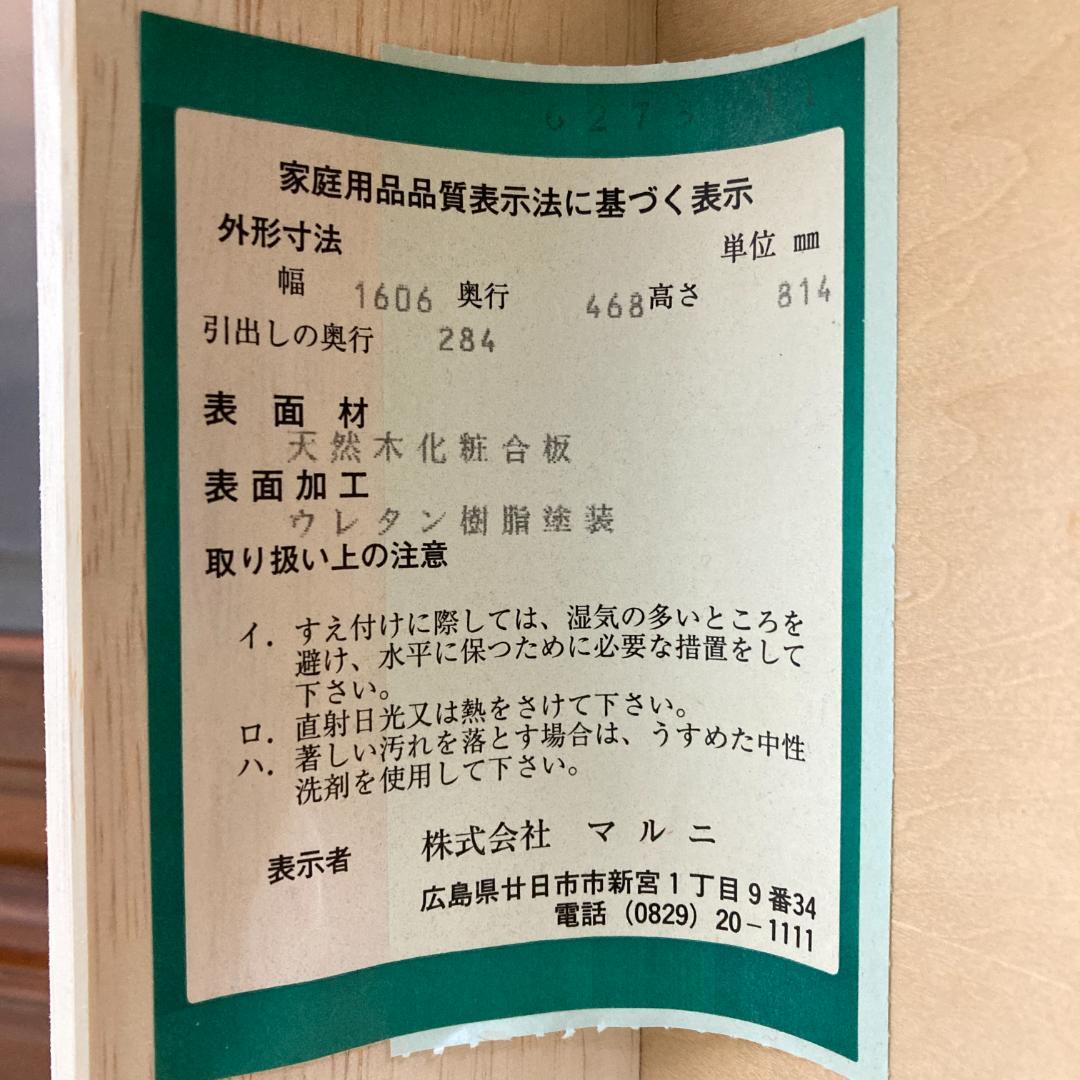 6273
家庭用品品質表示法に基づく表示
外形寸法 単位 mm
幅 1606 奥行 468 高さ 814
引出しの奥行 284
表面材
天然木化粧合板
表面加工
ウレタン樹脂塗装
取り扱い上の注意
イ. すえ付けに際しては、湿気の多いところを
避け、水平に保つために必要な措置をして
下さい。
ロ. 直射日光又は熱をさけて下さい。
ハ. 著しい汚れを落とす場合は、うすめた中性
洗剤を使用して下さい。
表示者 株式会社 マルニ
広島県廿日市市新宮1丁目9番34
電話 (0829) 20-1111